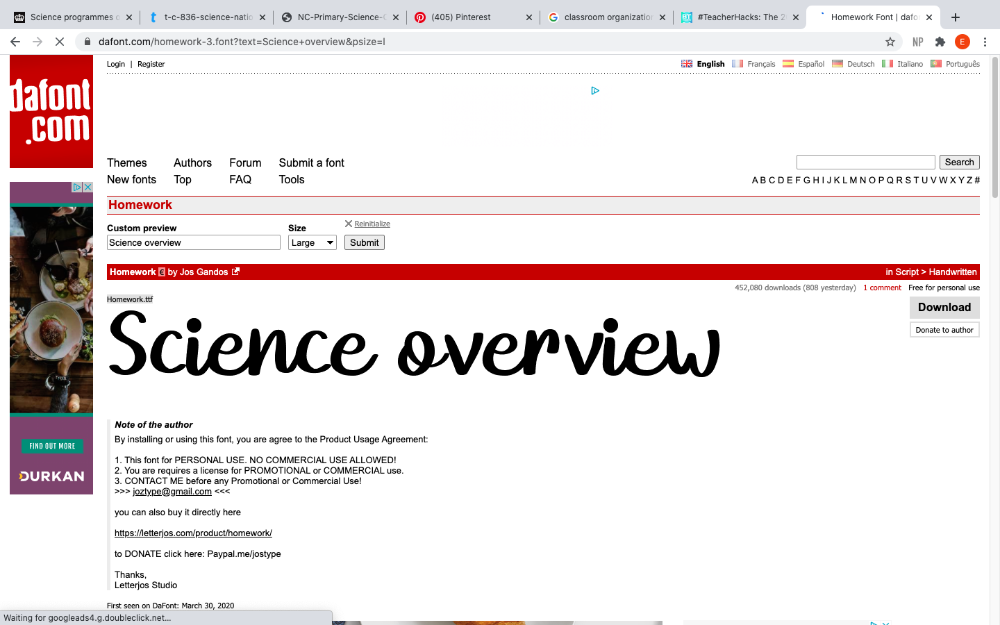 Science programmes o
t-c-836-science-natio
NC-Primary-Science-C
(405) Pinterest
classroom organization
#TeacherHacks: The 2
Homework Font | dafon
dafont.com/homework-3.font?text=Science+overview&psize=l
NP
E
dafont
.com
Login | Register
English Français Español Deutsch Italiano Português
Themes Authors Forum Submit a font
Search
New fonts Top FAQ Tools
A B C D E F G H I J K L M N O P Q R S T U V W X Y Z #
Homework
Custom preview Size Reinitialize
Science overview Large Submit
Homework € by Jos Gandos in Script > Handwritten
452,080 downloads (808 yesterday) 1 comment Free for personal use
Homework.ttf
Download
Donate to author
Science overview
Note of the author
By installing or using this font, you are agree to the Product Usage Agreement:
1. This font for PERSONAL USE. NO COMMERCIAL USE ALLOWED!
2. You are requires a license for PROMOTIONAL or COMMERCIAL use.
3. CONTACT ME before any Promotional or Commercial Use!
>>> joztype@gmail.com <<<
you can also buy it directly here
https://letterjos.com/product/homework/
to DONATE click here: Paypal.me/jostype
Thanks,
Letterjos Studio
First seen on DaFont: March 30, 2020
FIND OUT MORE
DURKAN
Waiting for googleads4.g.doubleclick.net...